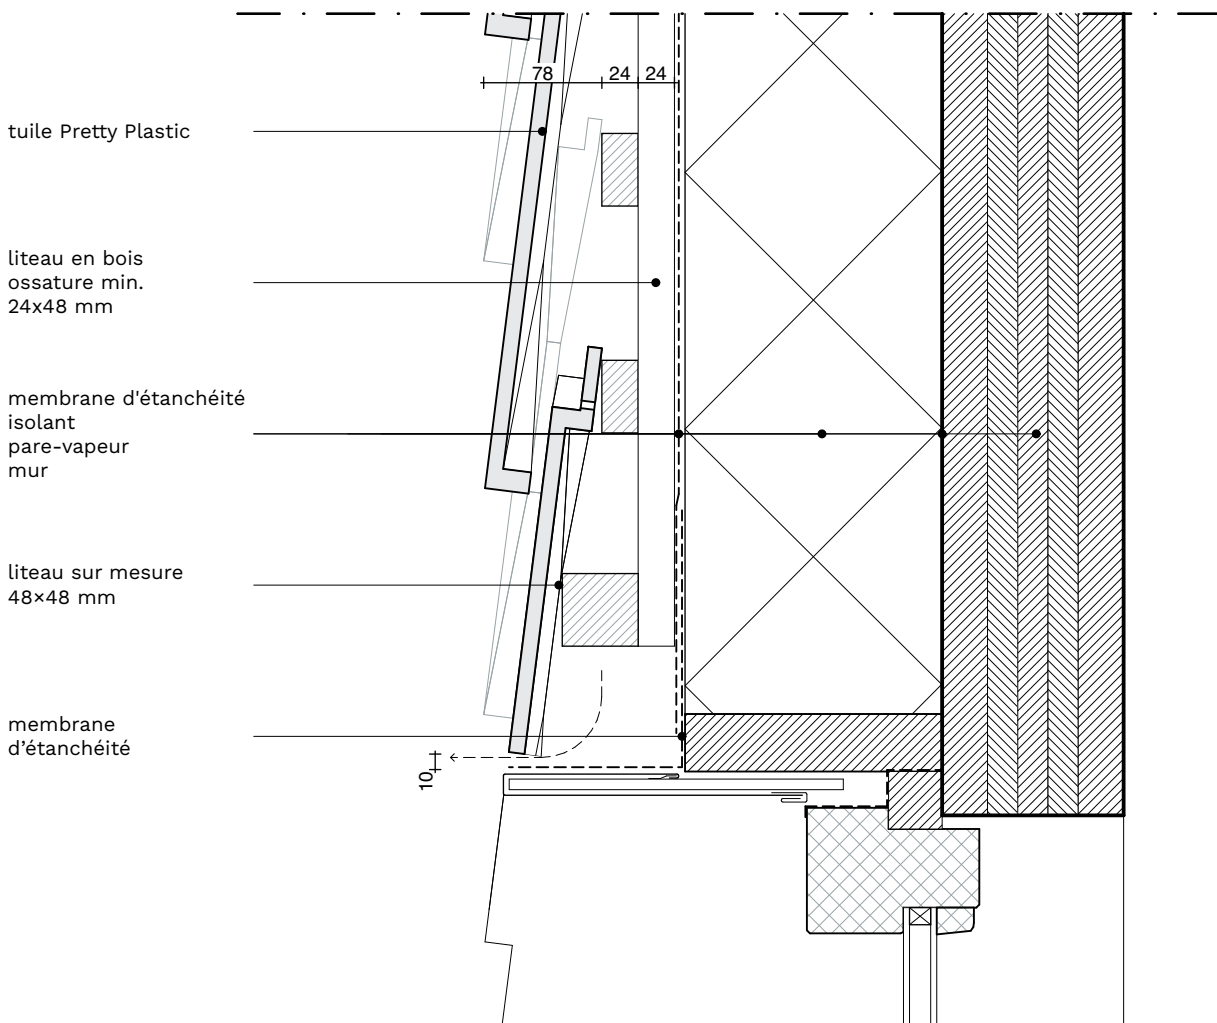 78
24
24
tuile Pretty Plastic
liteau en bois
ossature min.
24x48 mm
membrane d'étanchéité
isolant
pare-vapeur
mur
liteau sur mesure
48×48 mm
membrane
d’étanchéité
10